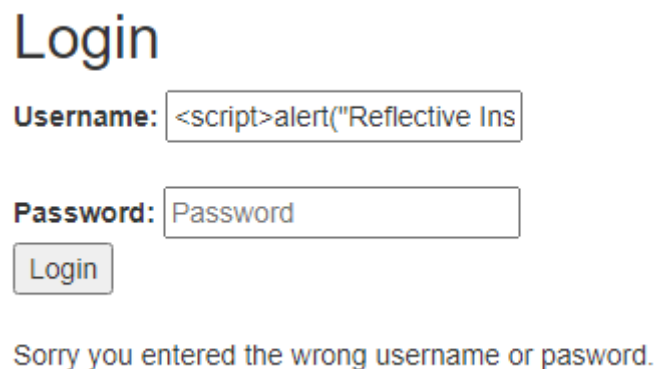 Login
Username: <script>alert("Reflective Ins
Password: Password
Login
Sorry you entered the wrong username or pasword.